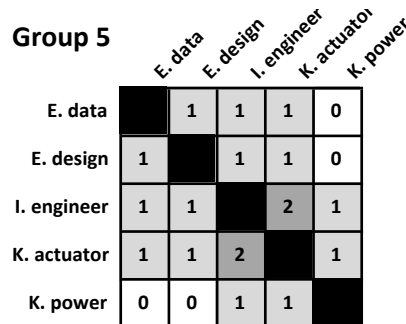 Group 5
E. data
E. design
I. engineer
K. actuator
K. power
E. data 1 1 1 0
E. design 1 1 1 0
I. engineer 1 1 2 1
K. actuator 1 1 2 1
K. power 0 0 1 1